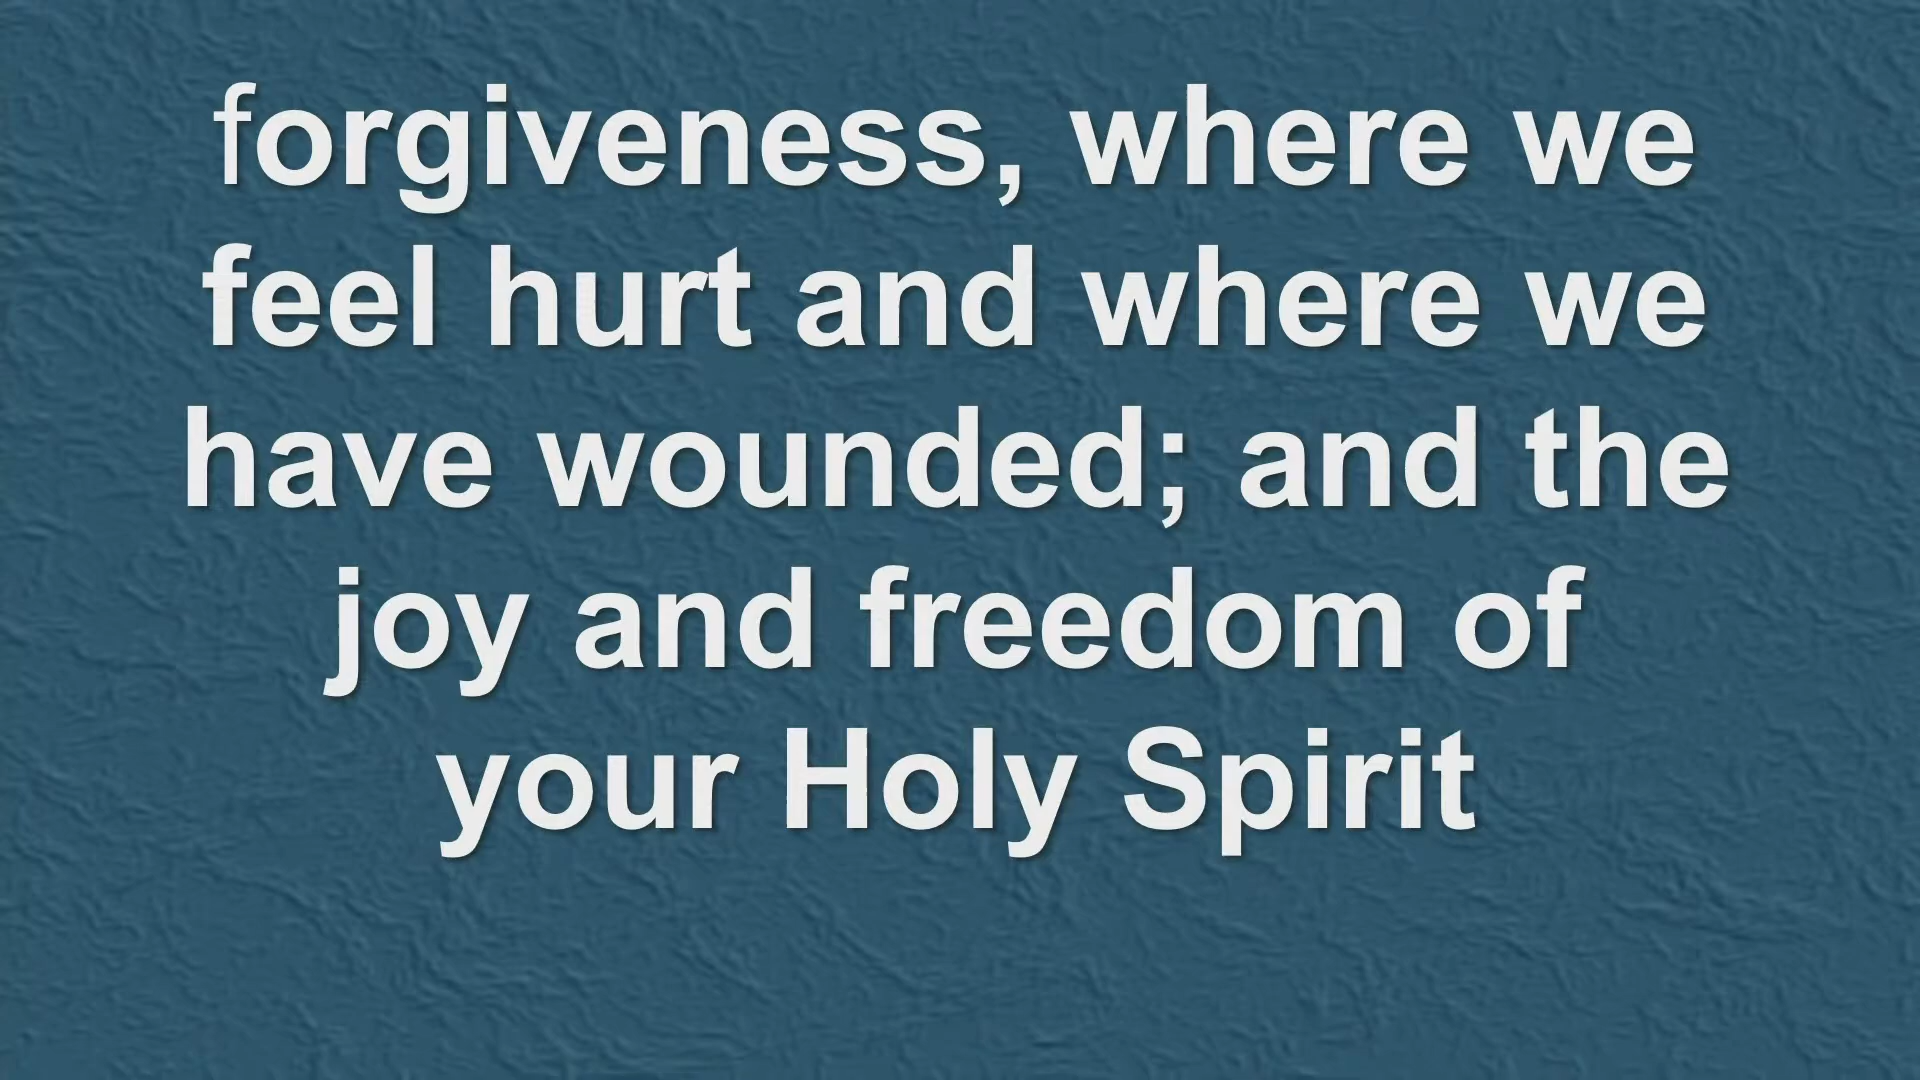 forgiveness, where we
feel hurt and where we
have wounded; and the
joy and freedom of
your Holy Spirit